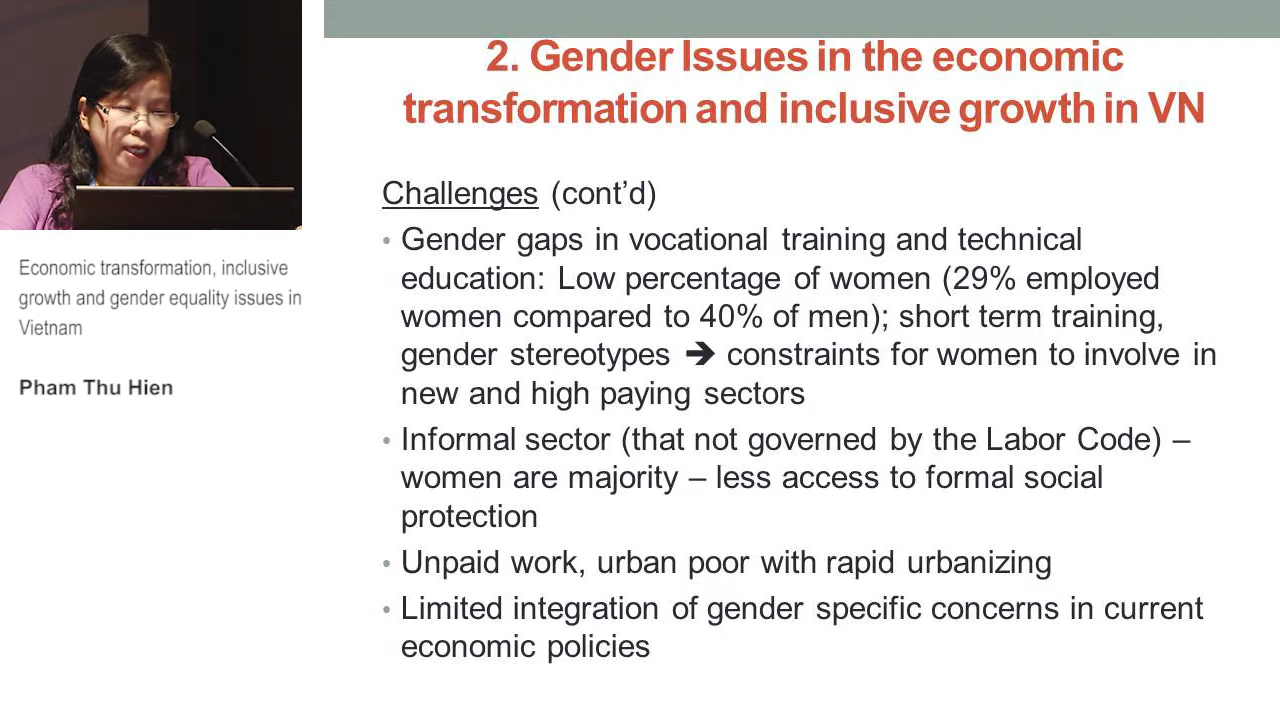 2. Gender Issues in the economic
transformation and inclusive growth in VN
Economic transformation, inclusive
growth and gender equality issues in
Vietnam
Pham Thu Hien
Challenges (cont’d)
• Gender gaps in vocational training and technical
education: Low percentage of women (29% employed
women compared to 40% of men); short term training,
gender stereotypes ➔ constraints for women to involve in
new and high paying sectors
• Informal sector (that not governed by the Labor Code) –
women are majority – less access to formal social
protection
• Unpaid work, urban poor with rapid urbanizing
• Limited integration of gender specific concerns in current
economic policies